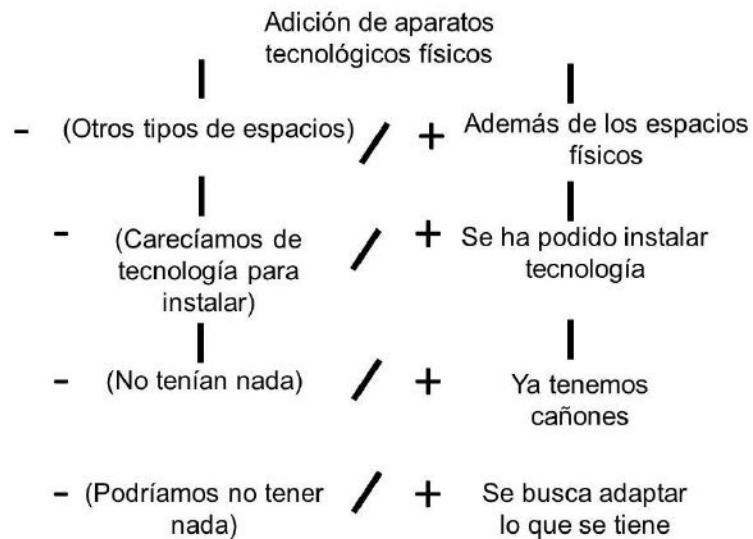 Adición de aparatos
tecnológicos físicos
- (Otros tipos de espacios) / + Además de los espacios
físicos
- (Carecíamos de / + Se ha podido instalar
tecnología para tecnología
instalar)
- (No tenían nada) / + Ya tenemos
cañones
- (Podríamos no tener / + Se busca adaptar
nada) lo que se tiene